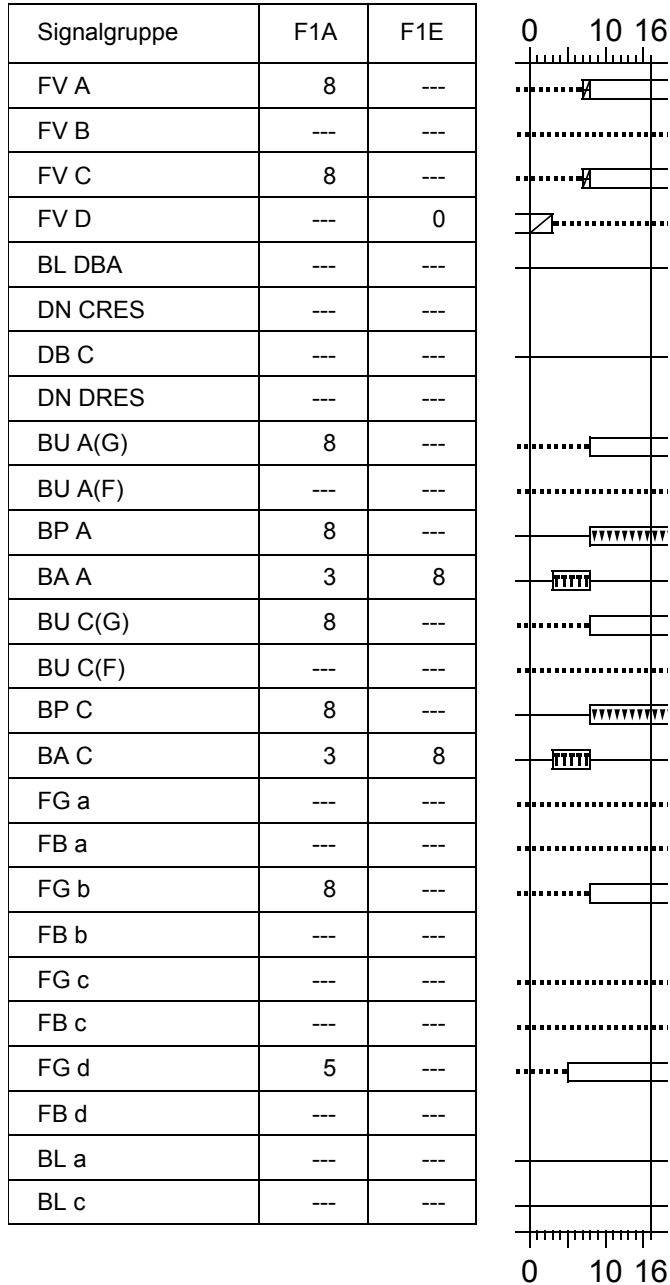 Signalgruppe F1A F1E 0 10 16
FV A 8 ---
FV B --- ---
FV C 8 ---
FV D --- 0
BL DBA --- ---
DN CRES --- ---
DB C --- ---
DN DRES --- ---
BU A(G) 8 ---
BU A(F) --- ---
BP A 8 ---
BA A 3 8
BU C(G) 8 ---
BU C(F) --- ---
BP C 8 ---
BA C 3 8
FG a --- ---
FB a --- ---
FG b 8 ---
FB b --- ---
FG c --- ---
FB c --- ---
FG d 5 ---
FB d --- ---
BL a --- ---
BL c --- ---
0 10 16